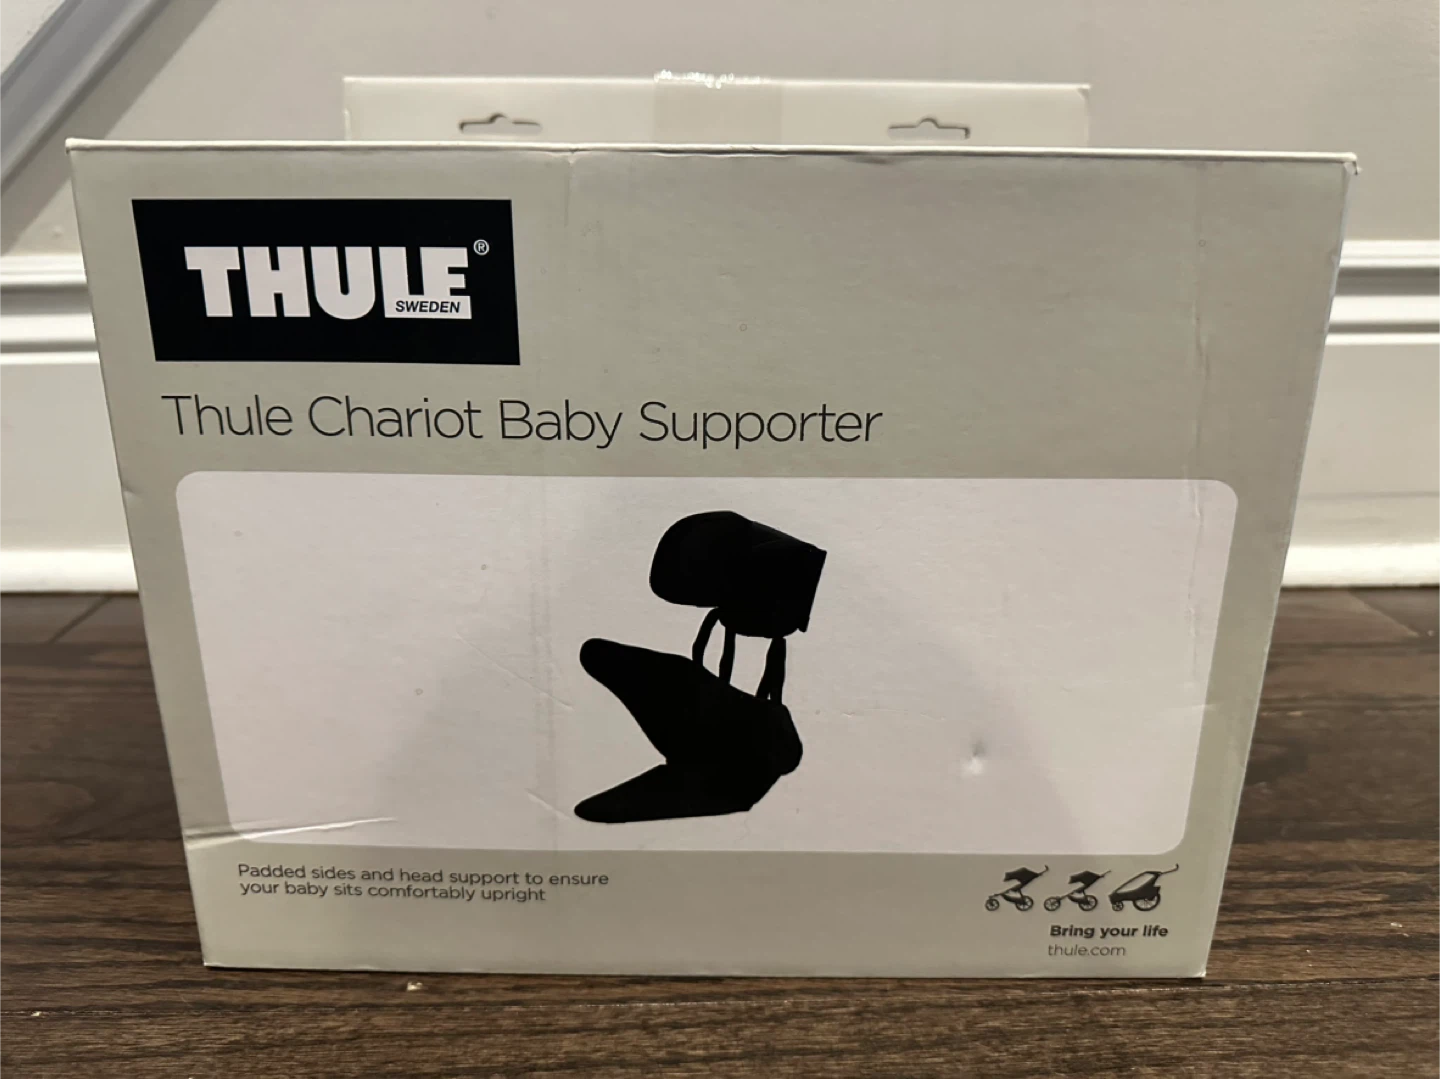 THULE®
SWEDEN
Thule Chariot Baby Supporter
Padded sides and head support to ensure
your baby sits comfortably upright
Bring your life
thule.com